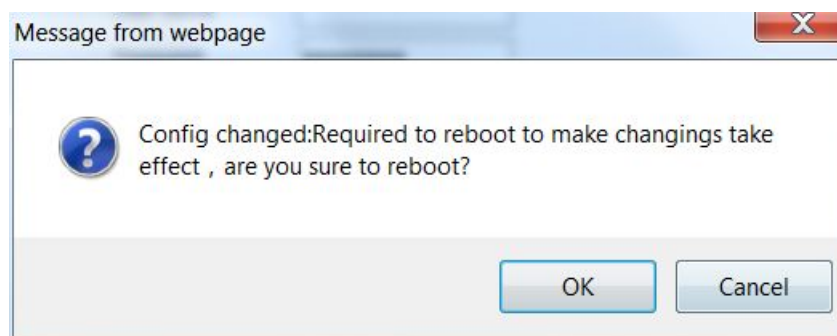 Message from webpage
Config changed:Required to reboot to make changings take
effect , are you sure to reboot?
OK
Cancel